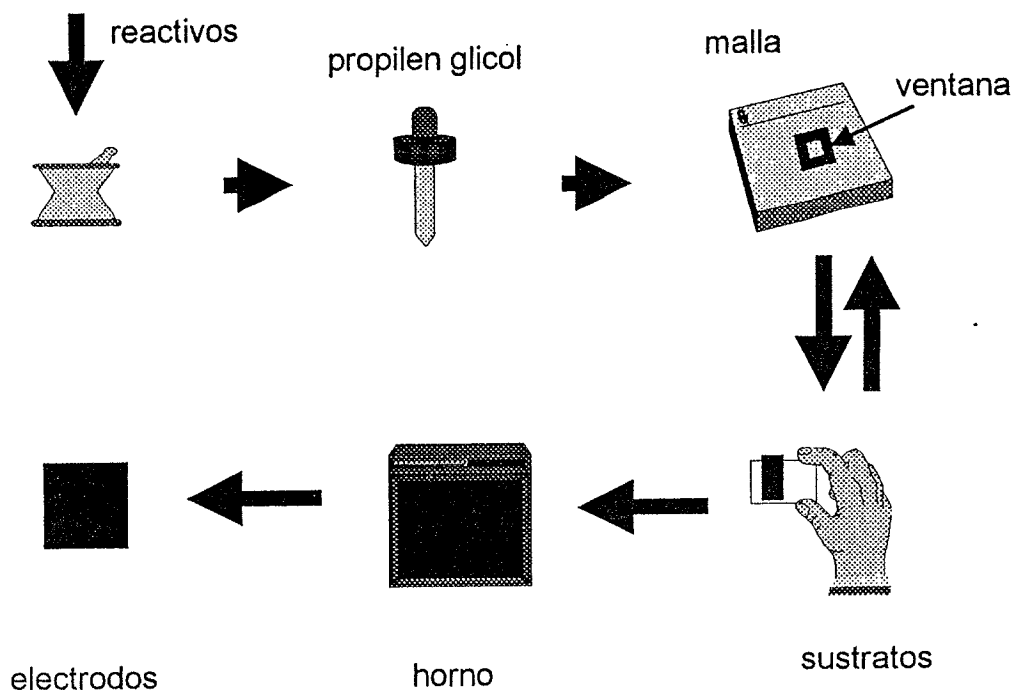 reactivos
propilen glicol
malla
ventana
electrodos
horno
sustratos